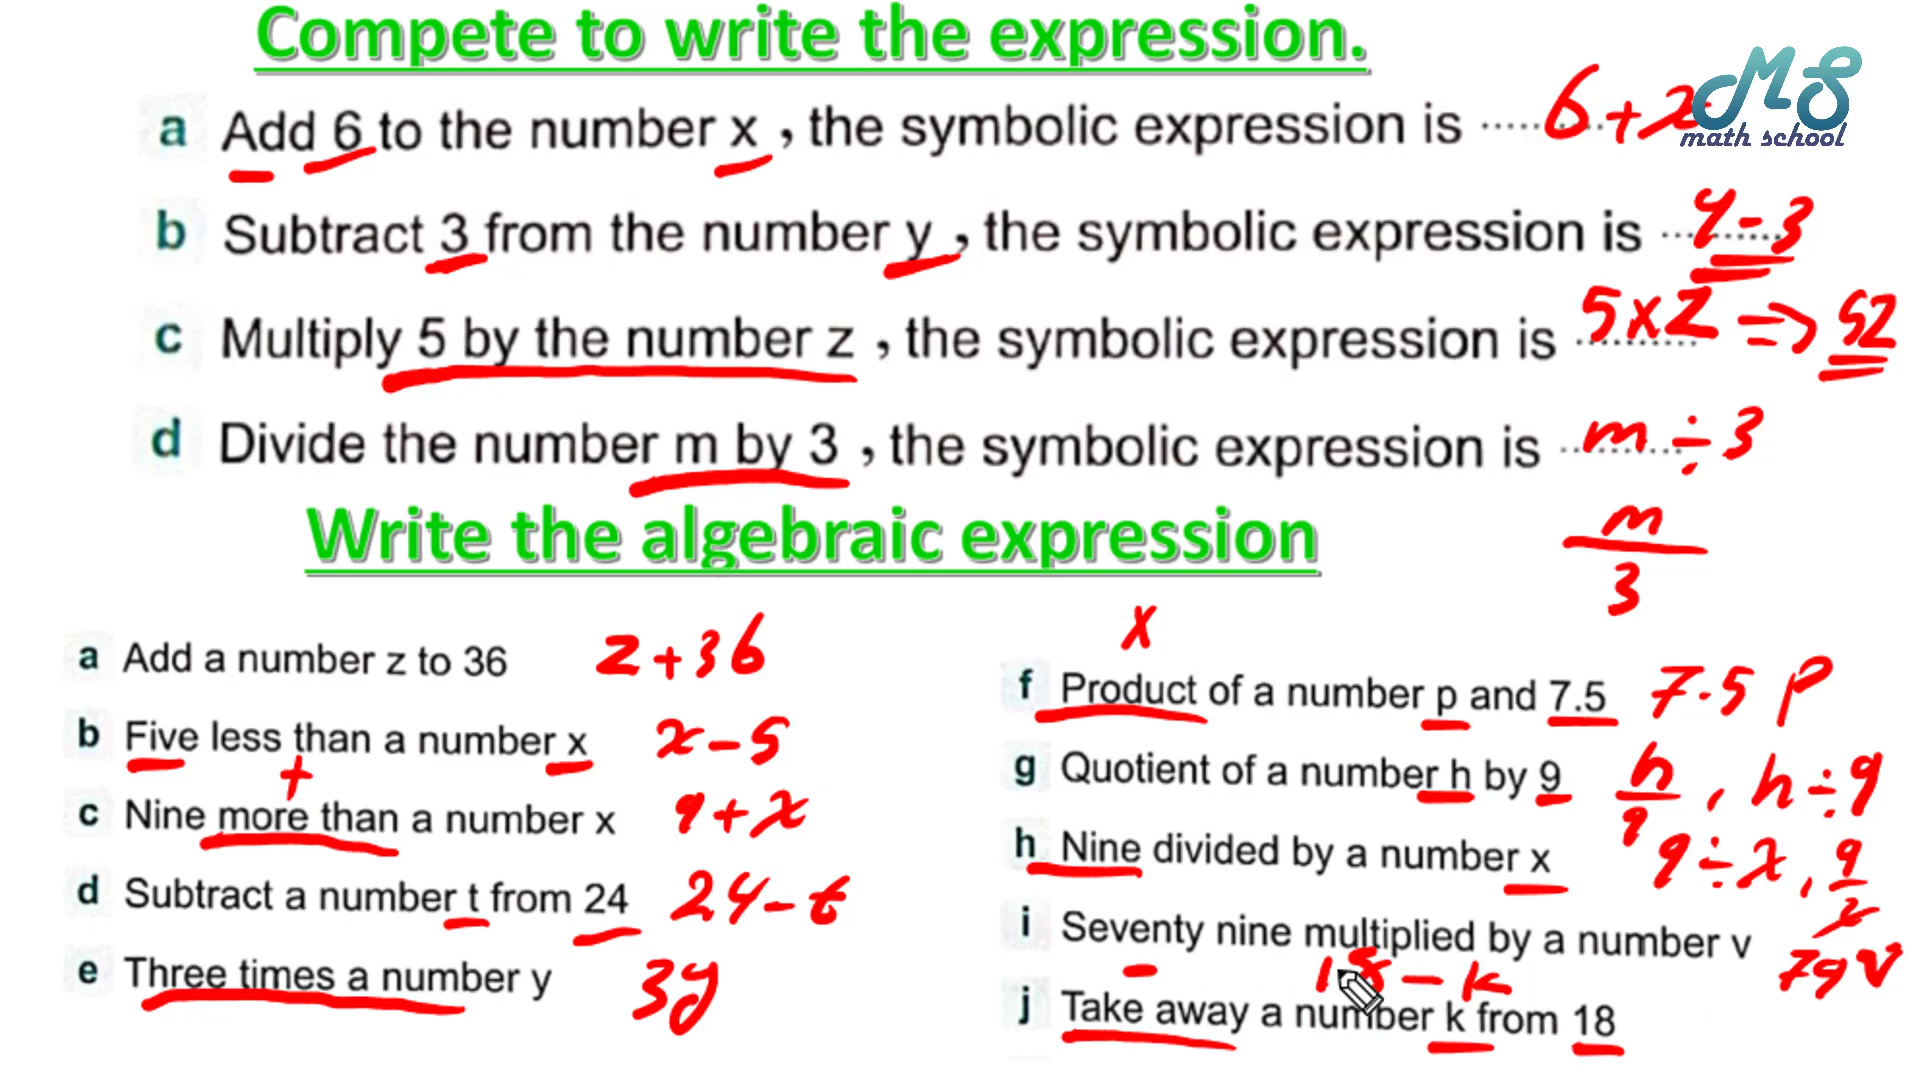 Compete to write the expression.
a Add 6 to the number x , the symbolic expression is ...... 6 + x
MS
math school
b Subtract 3 from the number y , the symbolic expression is ...... y - 3
c Multiply 5 by the number z , the symbolic expression is ...... 5 x z => 5z
d Divide the number m by 3 , the symbolic expression is ...... m ÷ 3
m
3
Write the algebraic expression
a Add a number z to 36 z + 36
b Five less than a number x x - 5
+
c Nine more than a number x 9 + x
d Subtract a number t from 24 24 - t
e Three times a number y 3y
x
f Product of a number p and 7.5 7.5 p
g Quotient of a number h by 9 h/9 , h ÷ 9
h Nine divided by a number x 9 ÷ x , 9/x
i Seventy nine multiplied by a number v 79v
18 - k
j Take away a number k from 18